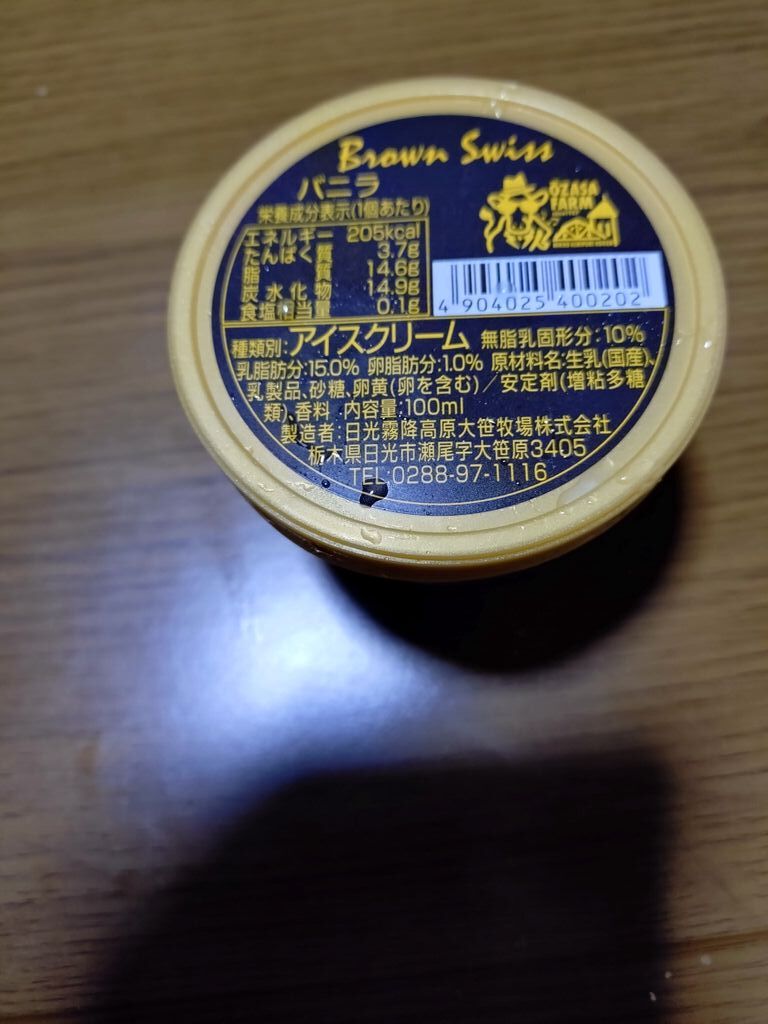 Brown Swiss
バニラ
栄養成分表示(1個あたり)
エネルギー 205kcal
たんぱく質 3.7g
脂質 14.6g
炭水化物 14.9g
食塩相当量 0.1g
ŌZASA
FARM
4 904025 400202
種類別:アイスクリーム 無脂乳固形分:10%
乳脂肪分:15.0% 卵脂肪分:1.0% 原材料名:生乳(国産)、
乳製品、砂糖、卵黄(卵を含む)/安定剤(増粘多糖
類)、香料 内容量:100ml
製造者:日光霧降高原大笹牧場株式会社
栃木県日光市瀬尾字大笹原3405
TEL:0288-97-1116